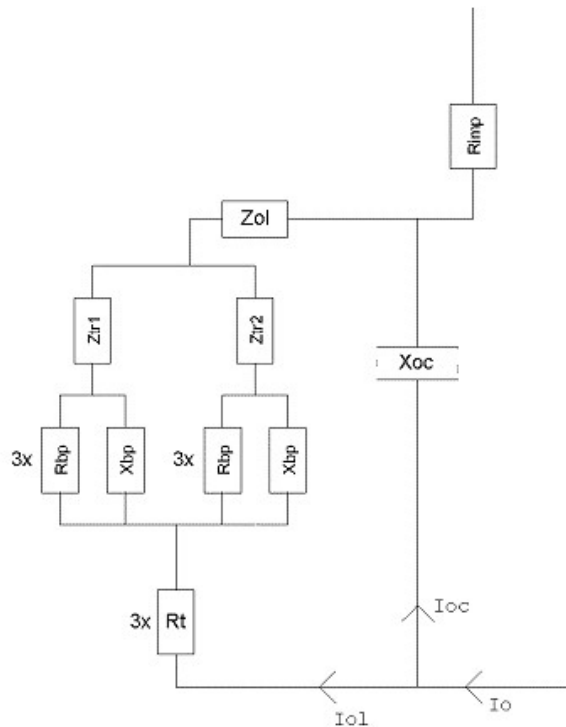 Rimp
Zol
Ztr1
Ztr2
Xoc
3x
Rbp
Xbp
3x
Rbp
Xbp
3x
Rt
Ioc
Iol
Io